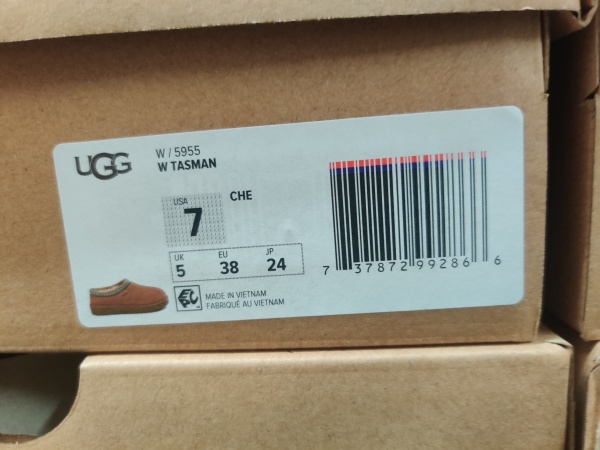 UGG
W / 5955
W TASMAN
USA
7
CHE
UK
5
EU
38
JP
24
MADE IN VIETNAM
FABRIQUÉ AU VIETNAM
7 37872 99286 6